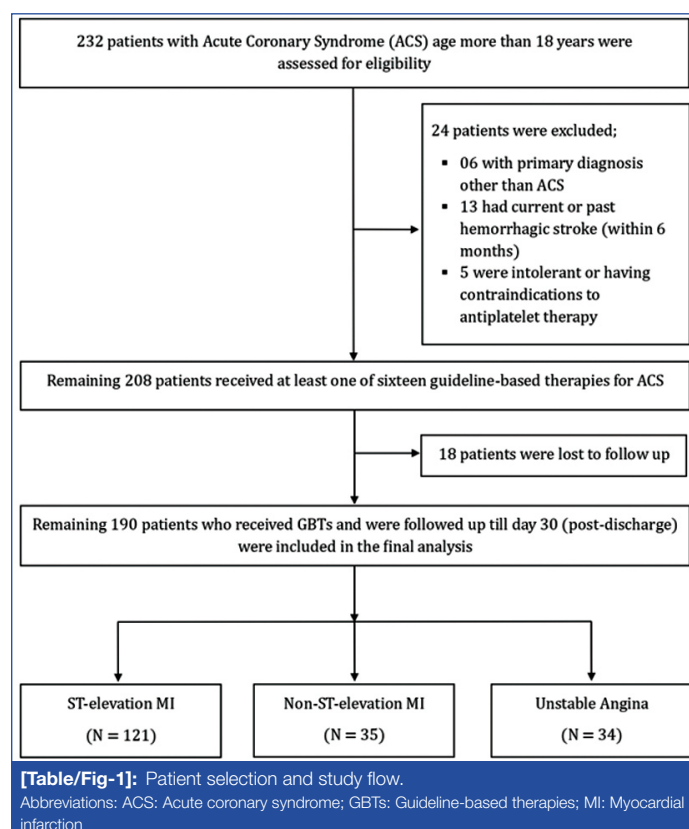 232 patients with Acute Coronary Syndrome (ACS) age more than 18 years were
assessed for eligibility
24 patients were excluded;
▪ 06 with primary diagnosis
other than ACS
▪ 13 had current or past
hemorrhagic stroke (within 6
months)
▪ 5 were intolerant or having
contraindications to
antiplatelet therapy
Remaining 208 patients received at least one of sixteen guideline-based therapies for ACS
18 patients were lost to follow up
Remaining 190 patients who received GBTs and were followed up till day 30 (post-discharge)
were included in the final analysis
ST-elevation MI
(N = 121)
Non-ST-elevation MI
(N = 35)
Unstable Angina
(N = 34)
[Table/Fig-1]: Patient selection and study flow.
Abbreviations: ACS: Acute coronary syndrome; GBTs: Guideline-based therapies; MI: Myocardial
infarction